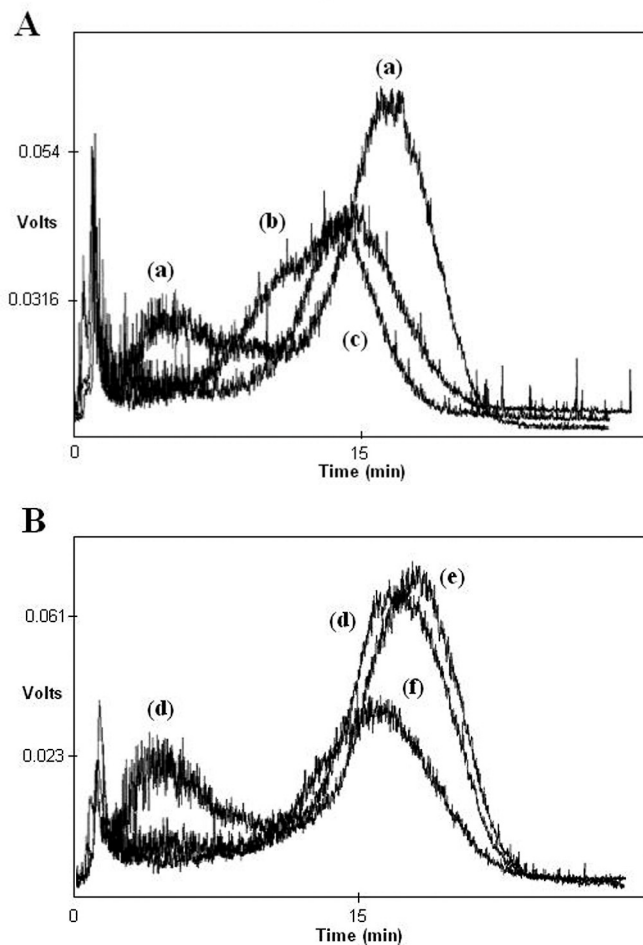 A
(a)
0.054
Volts
(b)
(a)
0.0316
(c)
0
15
Time (min)
B
(e)
0.061
(d)
Volts
(f)
(d)
0.023
0
15
Time (min)